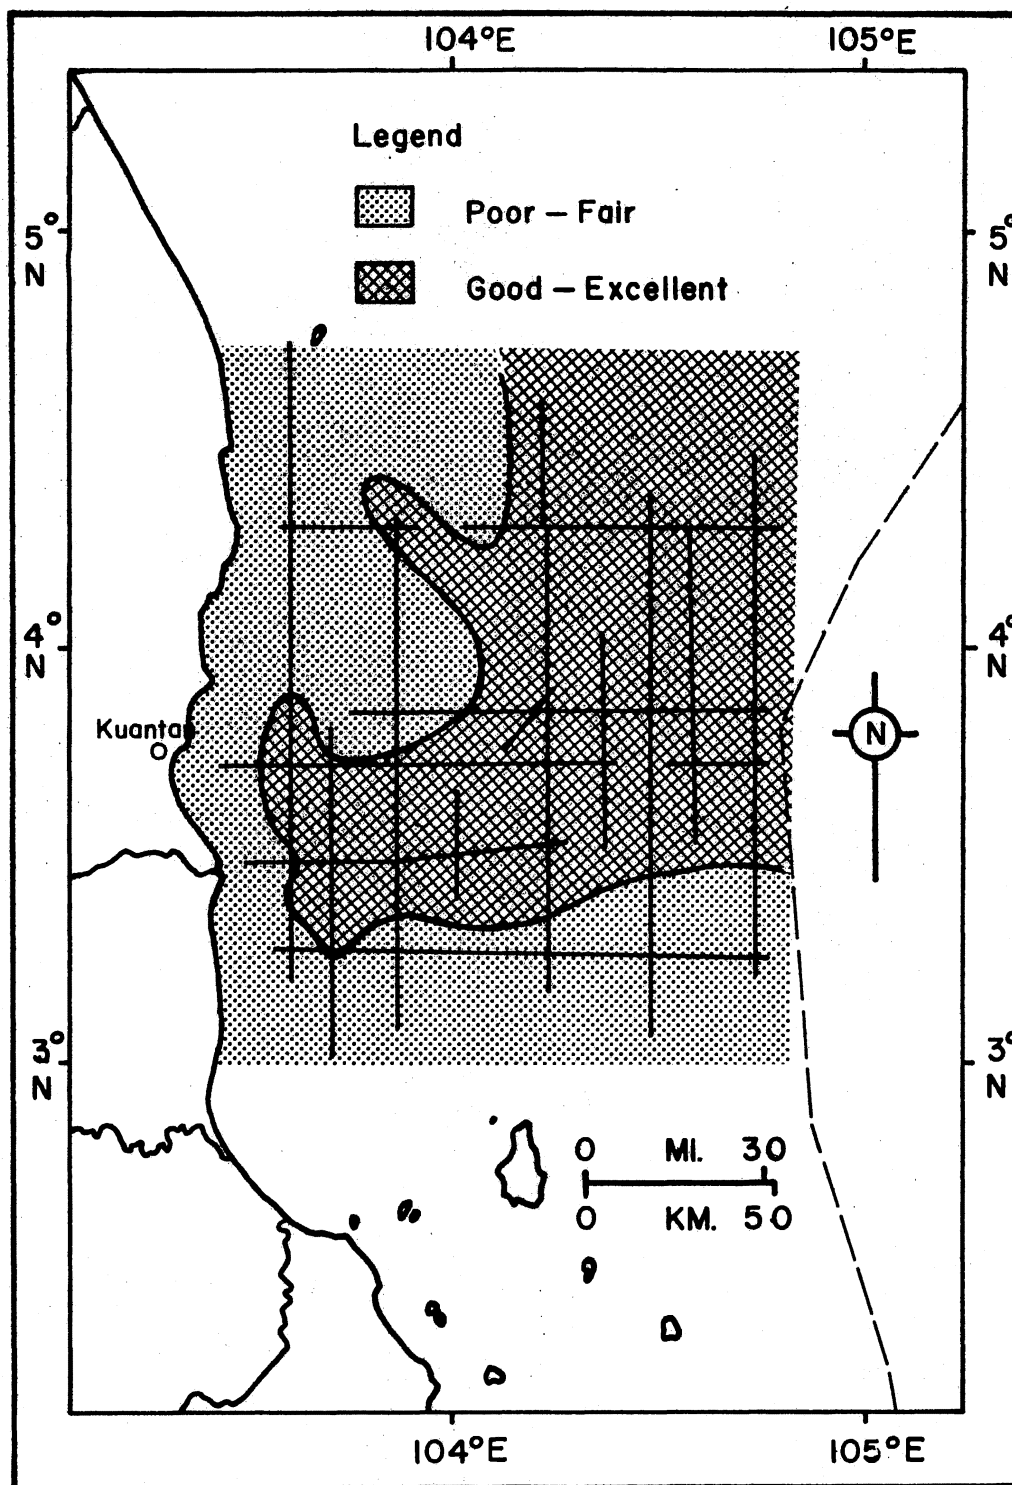 104°E 105°E
Legend
Poor – Fair
Good – Excellent
5°
N
5°
N
4°
N
4°
N
Kuantan
N
3°
N
3°
N
0 MI. 30
0 KM. 50
104°E 105°E